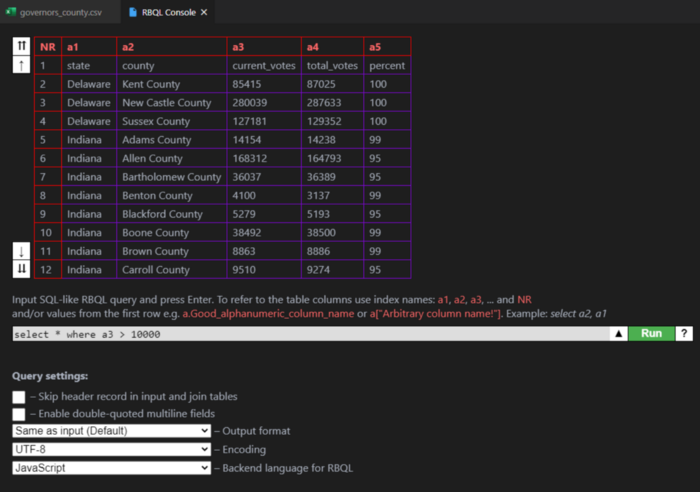 governors_county.csv RBQL Console ✕
⇈ NR a1 a2 a3 a4 a5
↑ 1 state county current_votes total_votes percent
2 Delaware Kent County 85415 87025 100
3 Delaware New Castle County 280039 287633 100
4 Delaware Sussex County 127181 129352 100
5 Indiana Adams County 14154 14238 99
6 Indiana Allen County 168312 164793 95
7 Indiana Bartholomew County 36037 36389 95
8 Indiana Benton County 4100 3137 99
9 Indiana Blackford County 5279 5193 95
10 Indiana Boone County 38492 38500 99
↓ 11 Indiana Brown County 8863 8886 99
⇊ 12 Indiana Carroll County 9510 9274 95
Input SQL-like RBQL query and press Enter. To refer to the table columns use index names: a1, a2, a3, ... and NR
and/or values from the first row e.g. a.Good_alphanumeric_column_name or a["Arbitrary column name!"]. Example: select a2, a1
select * where a3 > 10000 ▲ Run ?
Query settings:
– Skip header record in input and join tables
– Enable double-quoted multiline fields
Same as input (Default) – Output format
UTF-8 – Encoding
JavaScript – Backend language for RBQL